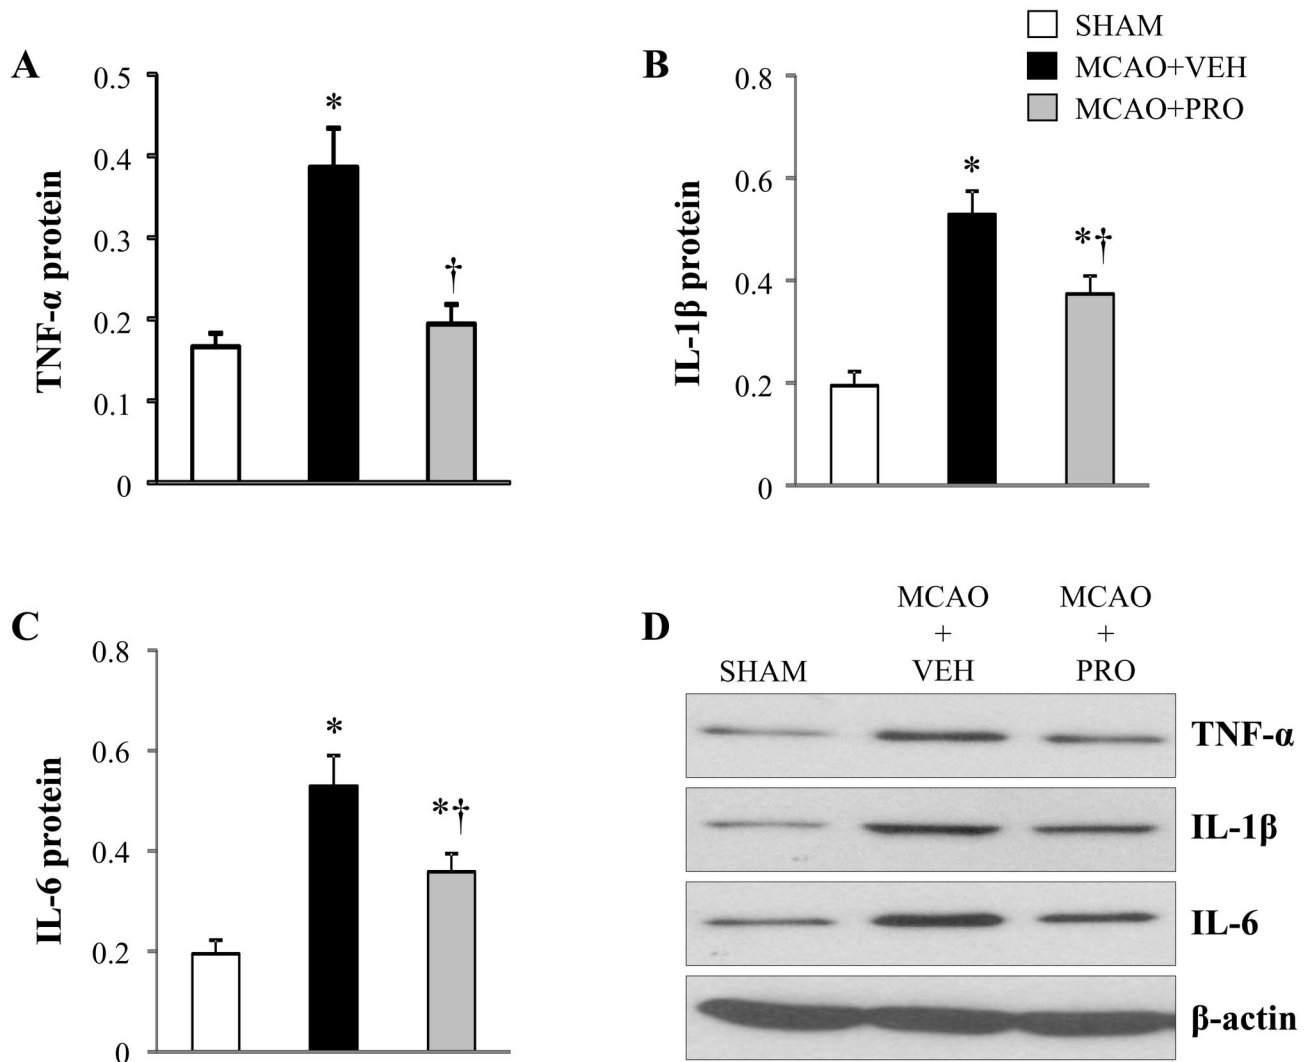 SHAM
MCAO+VEH
MCAO+PRO
A
0.5
0.4
0.3
0.2
0.1
0
TNF-α protein
*
†
B
0.8
0.6
0.4
0.2
0
IL-1β protein
*
*†
C
0.8
0.6
0.4
0.2
0
IL-6 protein
*
*†
D
SHAM
MCAO
+
VEH
MCAO
+
PRO
TNF-α
IL-1β
IL-6
β-actin